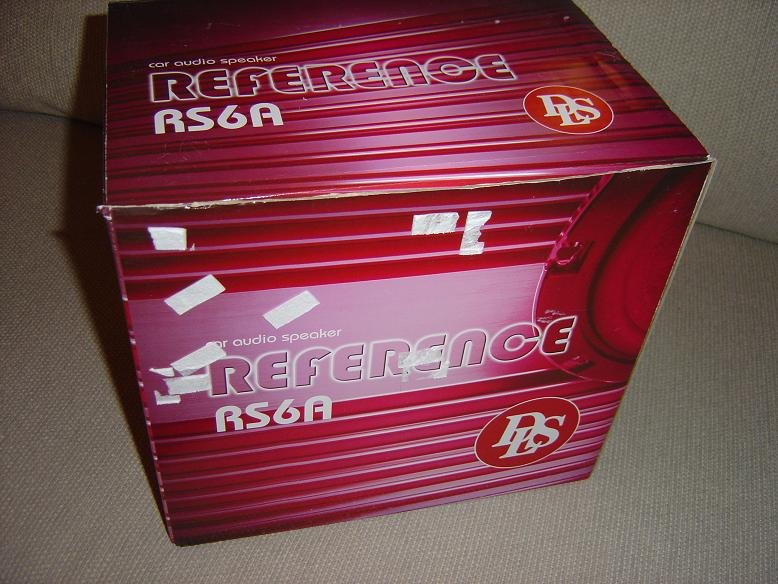 car audio speaker
REFERENCE
RS6A
DLS
car audio speaker
REFERENCE
RS6A
DLS